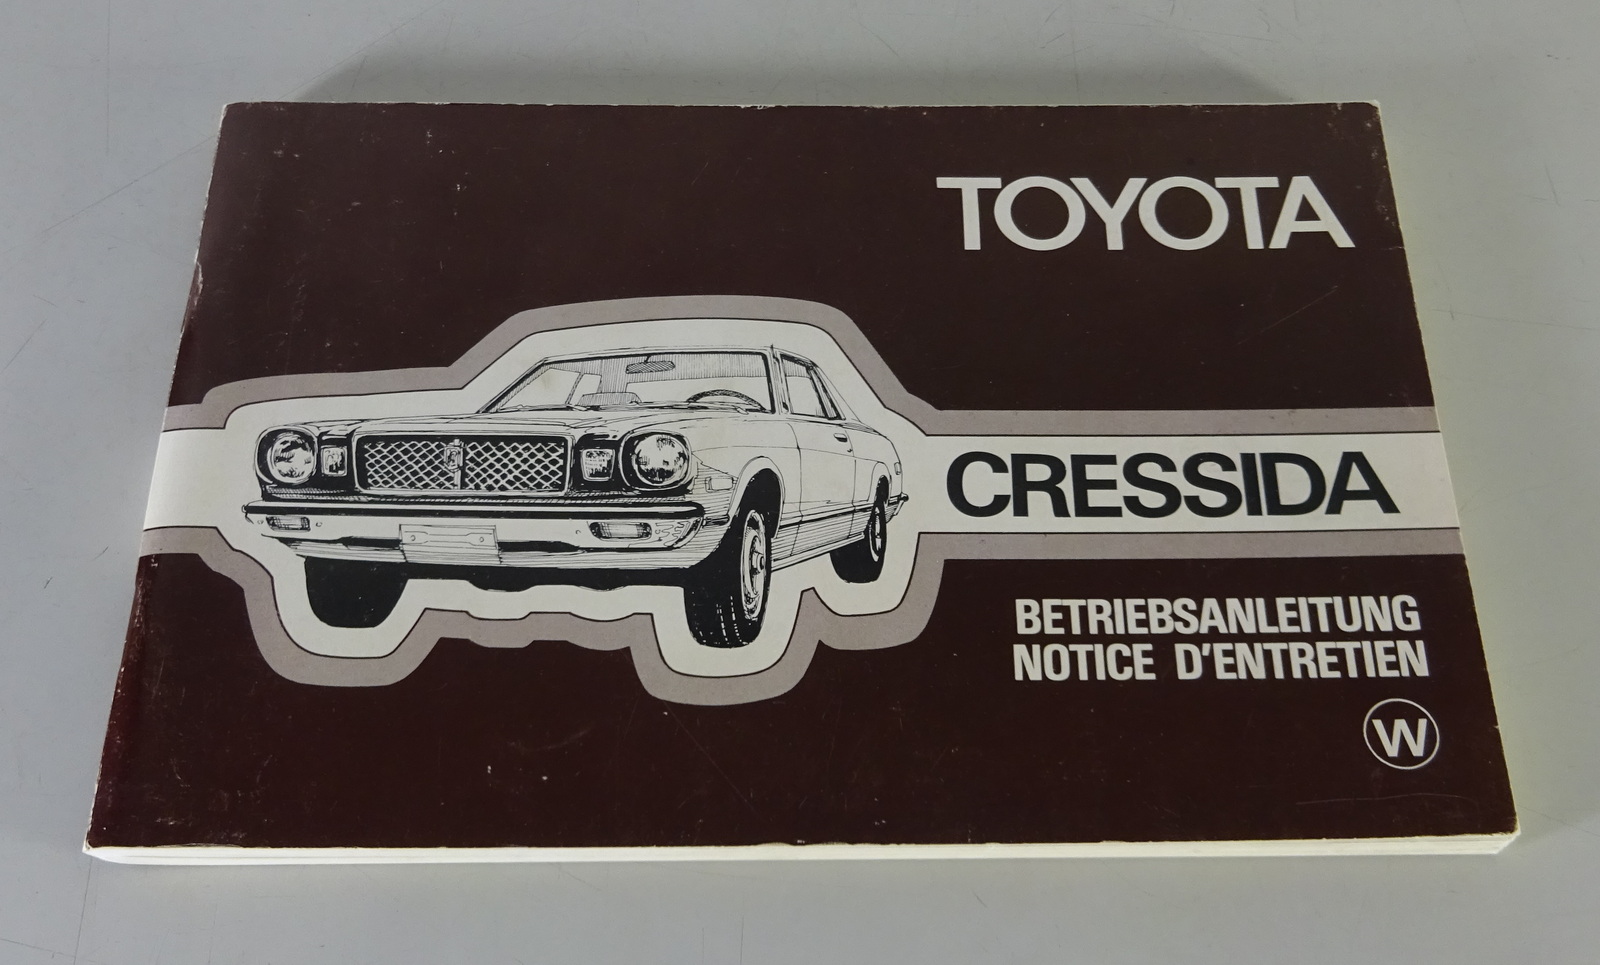 TOYOTA
CRESSIDA
BETRIEBSANLEITUNG
NOTICE D'ENTRETIEN
W